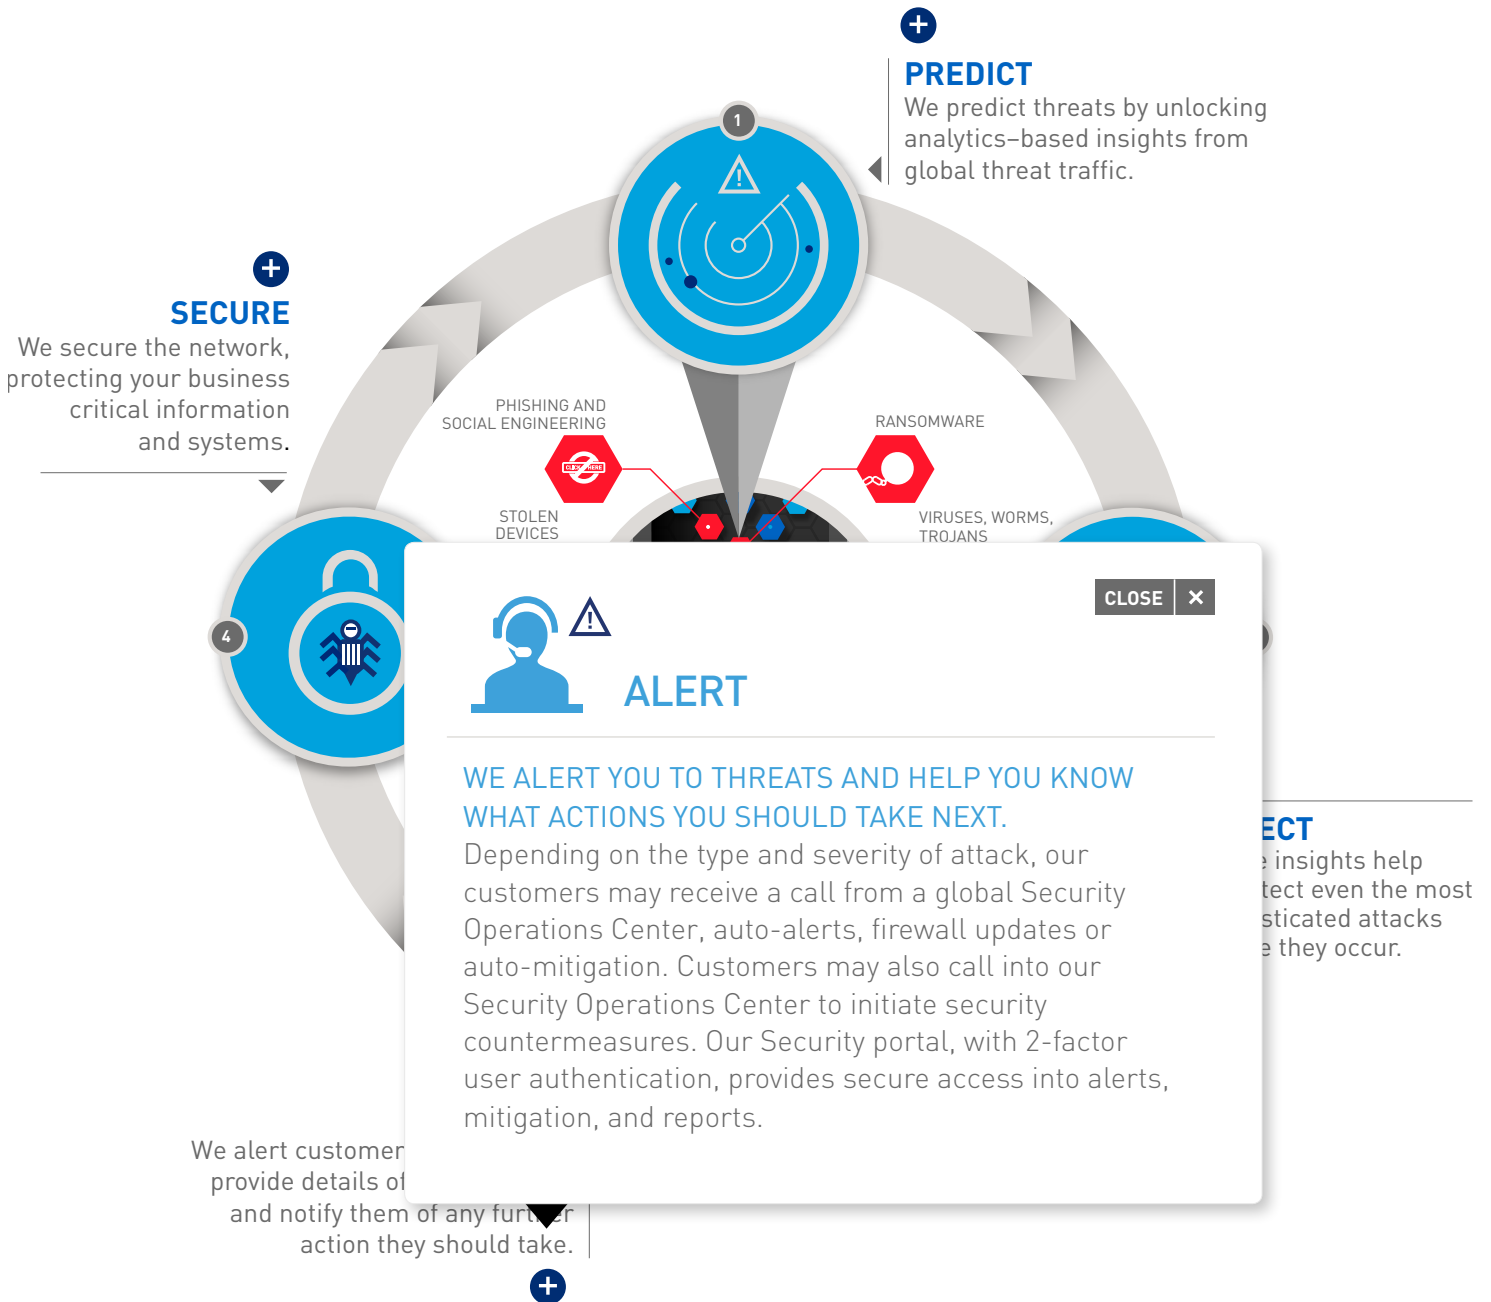 PREDICT
We predict threats by unlocking
analytics–based insights from
global threat traffic.
1
SECURE
We secure the network,
protecting your business
critical information
and systems.
PHISHING AND
SOCIAL ENGINEERING
CLICK HERE
RANSOMWARE
STOLEN
DEVICES
VIRUSES, WORMS,
TROJANS
4
CLOSE ×
ALERT
WE ALERT YOU TO THREATS AND HELP YOU KNOW
WHAT ACTIONS YOU SHOULD TAKE NEXT.
Depending on the type and severity of attack, our
customers may receive a call from a global Security
Operations Center, auto-alerts, firewall updates or
auto-mitigation. Customers may also call into our
Security Operations Center to initiate security
countermeasures. Our Security portal, with 2-factor
user authentication, provides secure access into alerts,
mitigation, and reports.
ECT
insights help
tect even the most
sticated attacks
e they occur.
We alert customer
provide details of
and notify them of any further
action they should take.